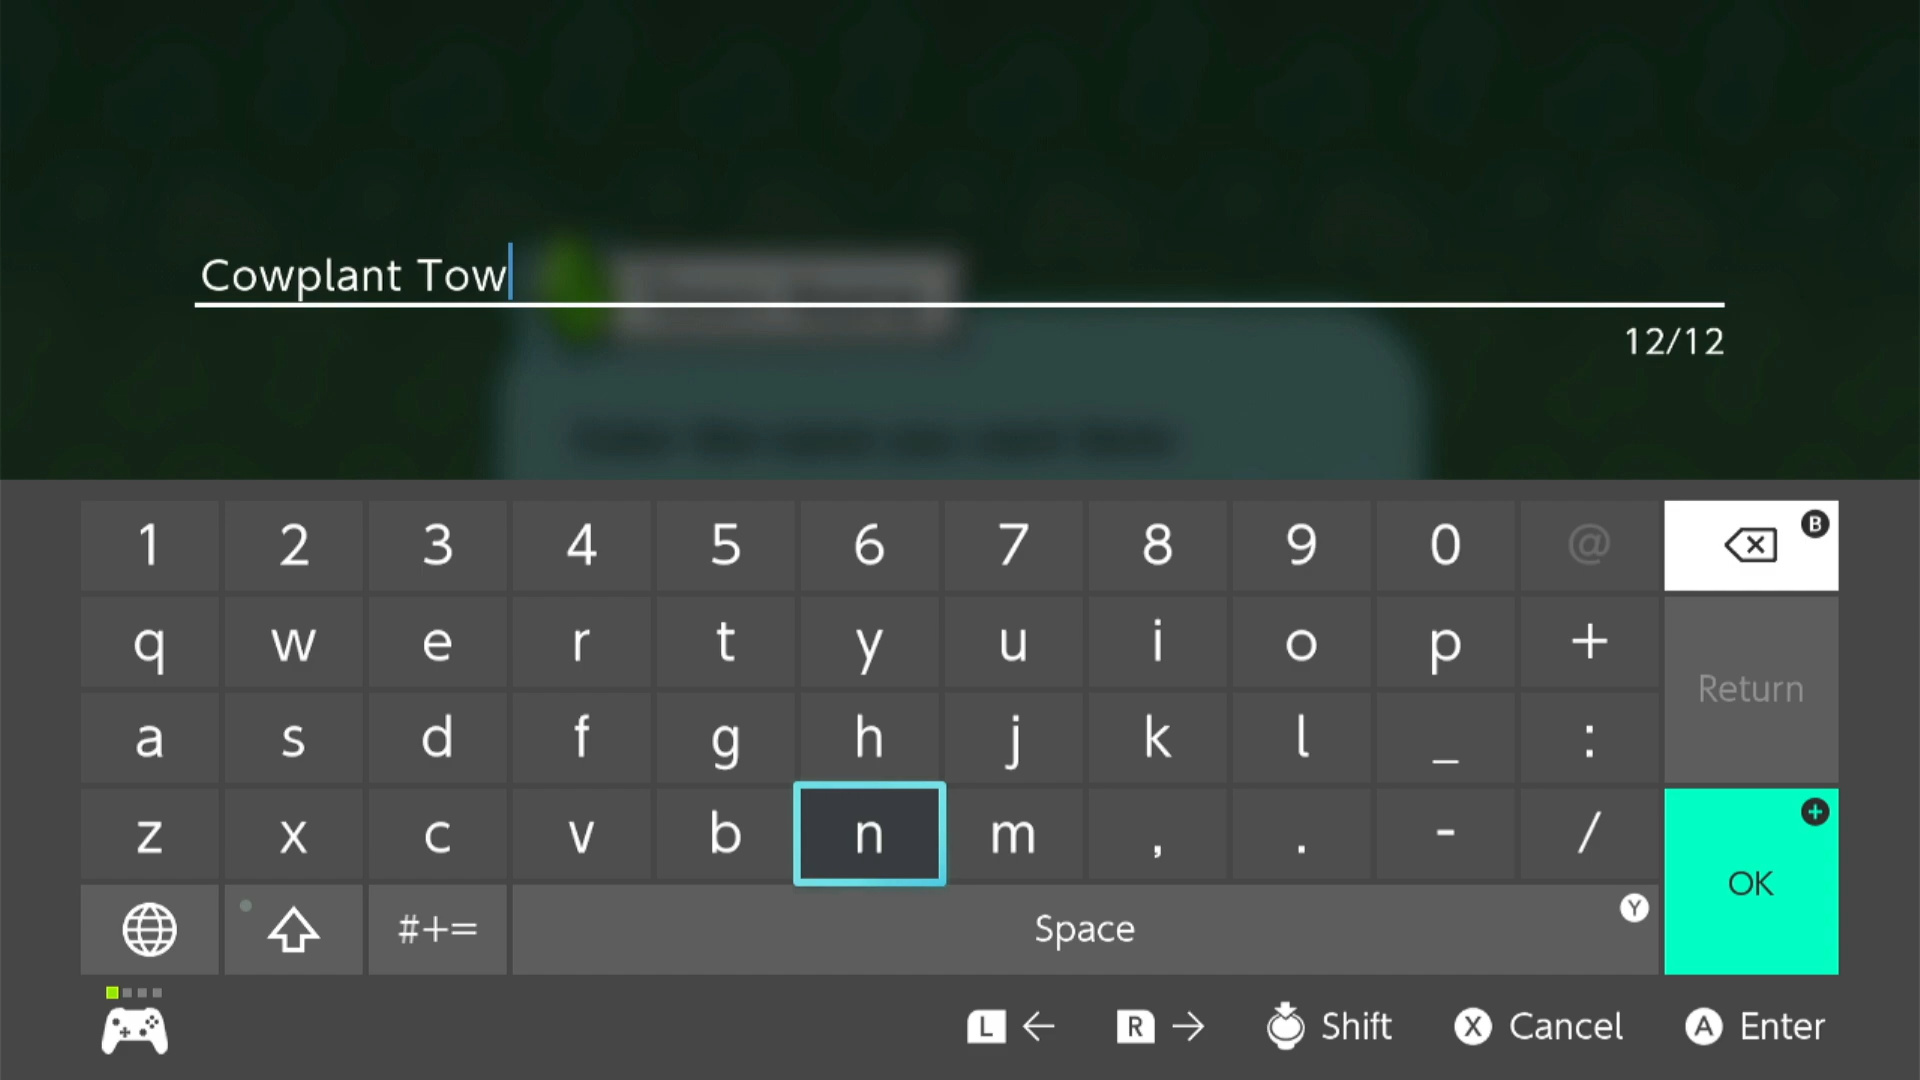 Cowplant Tow
12/12
1 2 3 4 5 6 7 8 9 0 @ B
q w e r t y u i o p +
Return
a s d f g h j k l _ :
z x c v b n m , . - / +
OK
#+= Space Y
L ← R → Shift X Cancel A Enter